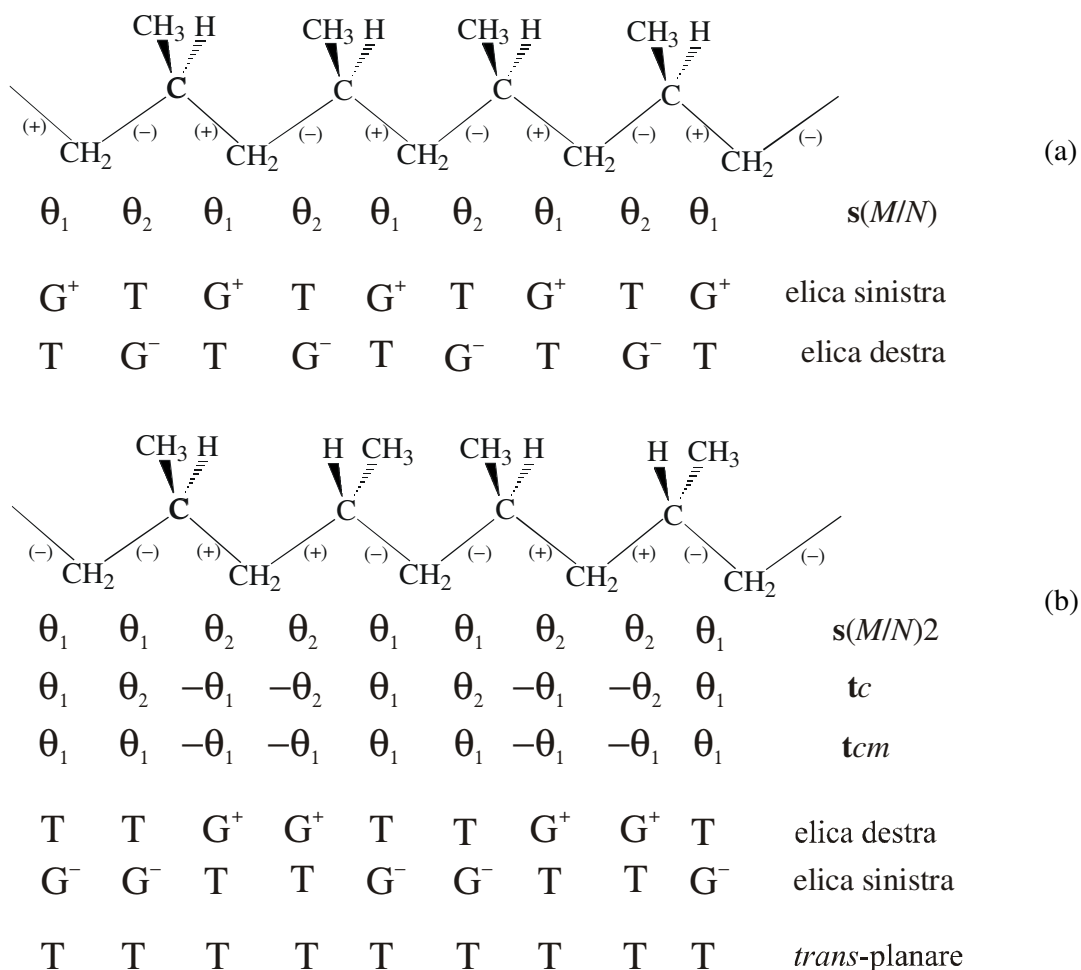 CH₃ H CH₃ H CH₃ H CH₃ H
C C C C
(+) (–) (+) (–) (+) (–) (+) (–) (+) (–)
CH₂ CH₂ CH₂ CH₂ CH₂
(a)
θ₁ θ₂ θ₁ θ₂ θ₁ θ₂ θ₁ θ₂ θ₁ s(M/N)
G⁺ T G⁺ T G⁺ T G⁺ T G⁺ elica sinistra
T G⁻ T G⁻ T G⁻ T G⁻ T elica destra
CH₃ H H CH₃ CH₃ H H CH₃
C C C C
(–) (–) (+) (+) (–) (–) (+) (+) (–) (–)
CH₂ CH₂ CH₂ CH₂ CH₂
(b)
θ₁ θ₁ θ₂ θ₂ θ₁ θ₁ θ₂ θ₂ θ₁ s(M/N)2
θ₁ θ₂ –θ₁ –θ₂ θ₁ θ₂ –θ₁ –θ₂ θ₁ tc
θ₁ θ₁ –θ₁ –θ₁ θ₁ θ₁ –θ₁ –θ₁ θ₁ tcm
T T G⁺ G⁺ T T G⁺ G⁺ T elica destra
G⁻ G⁻ T T G⁻ G⁻ T T G⁻ elica sinistra
T T T T T T T T T trans-planare